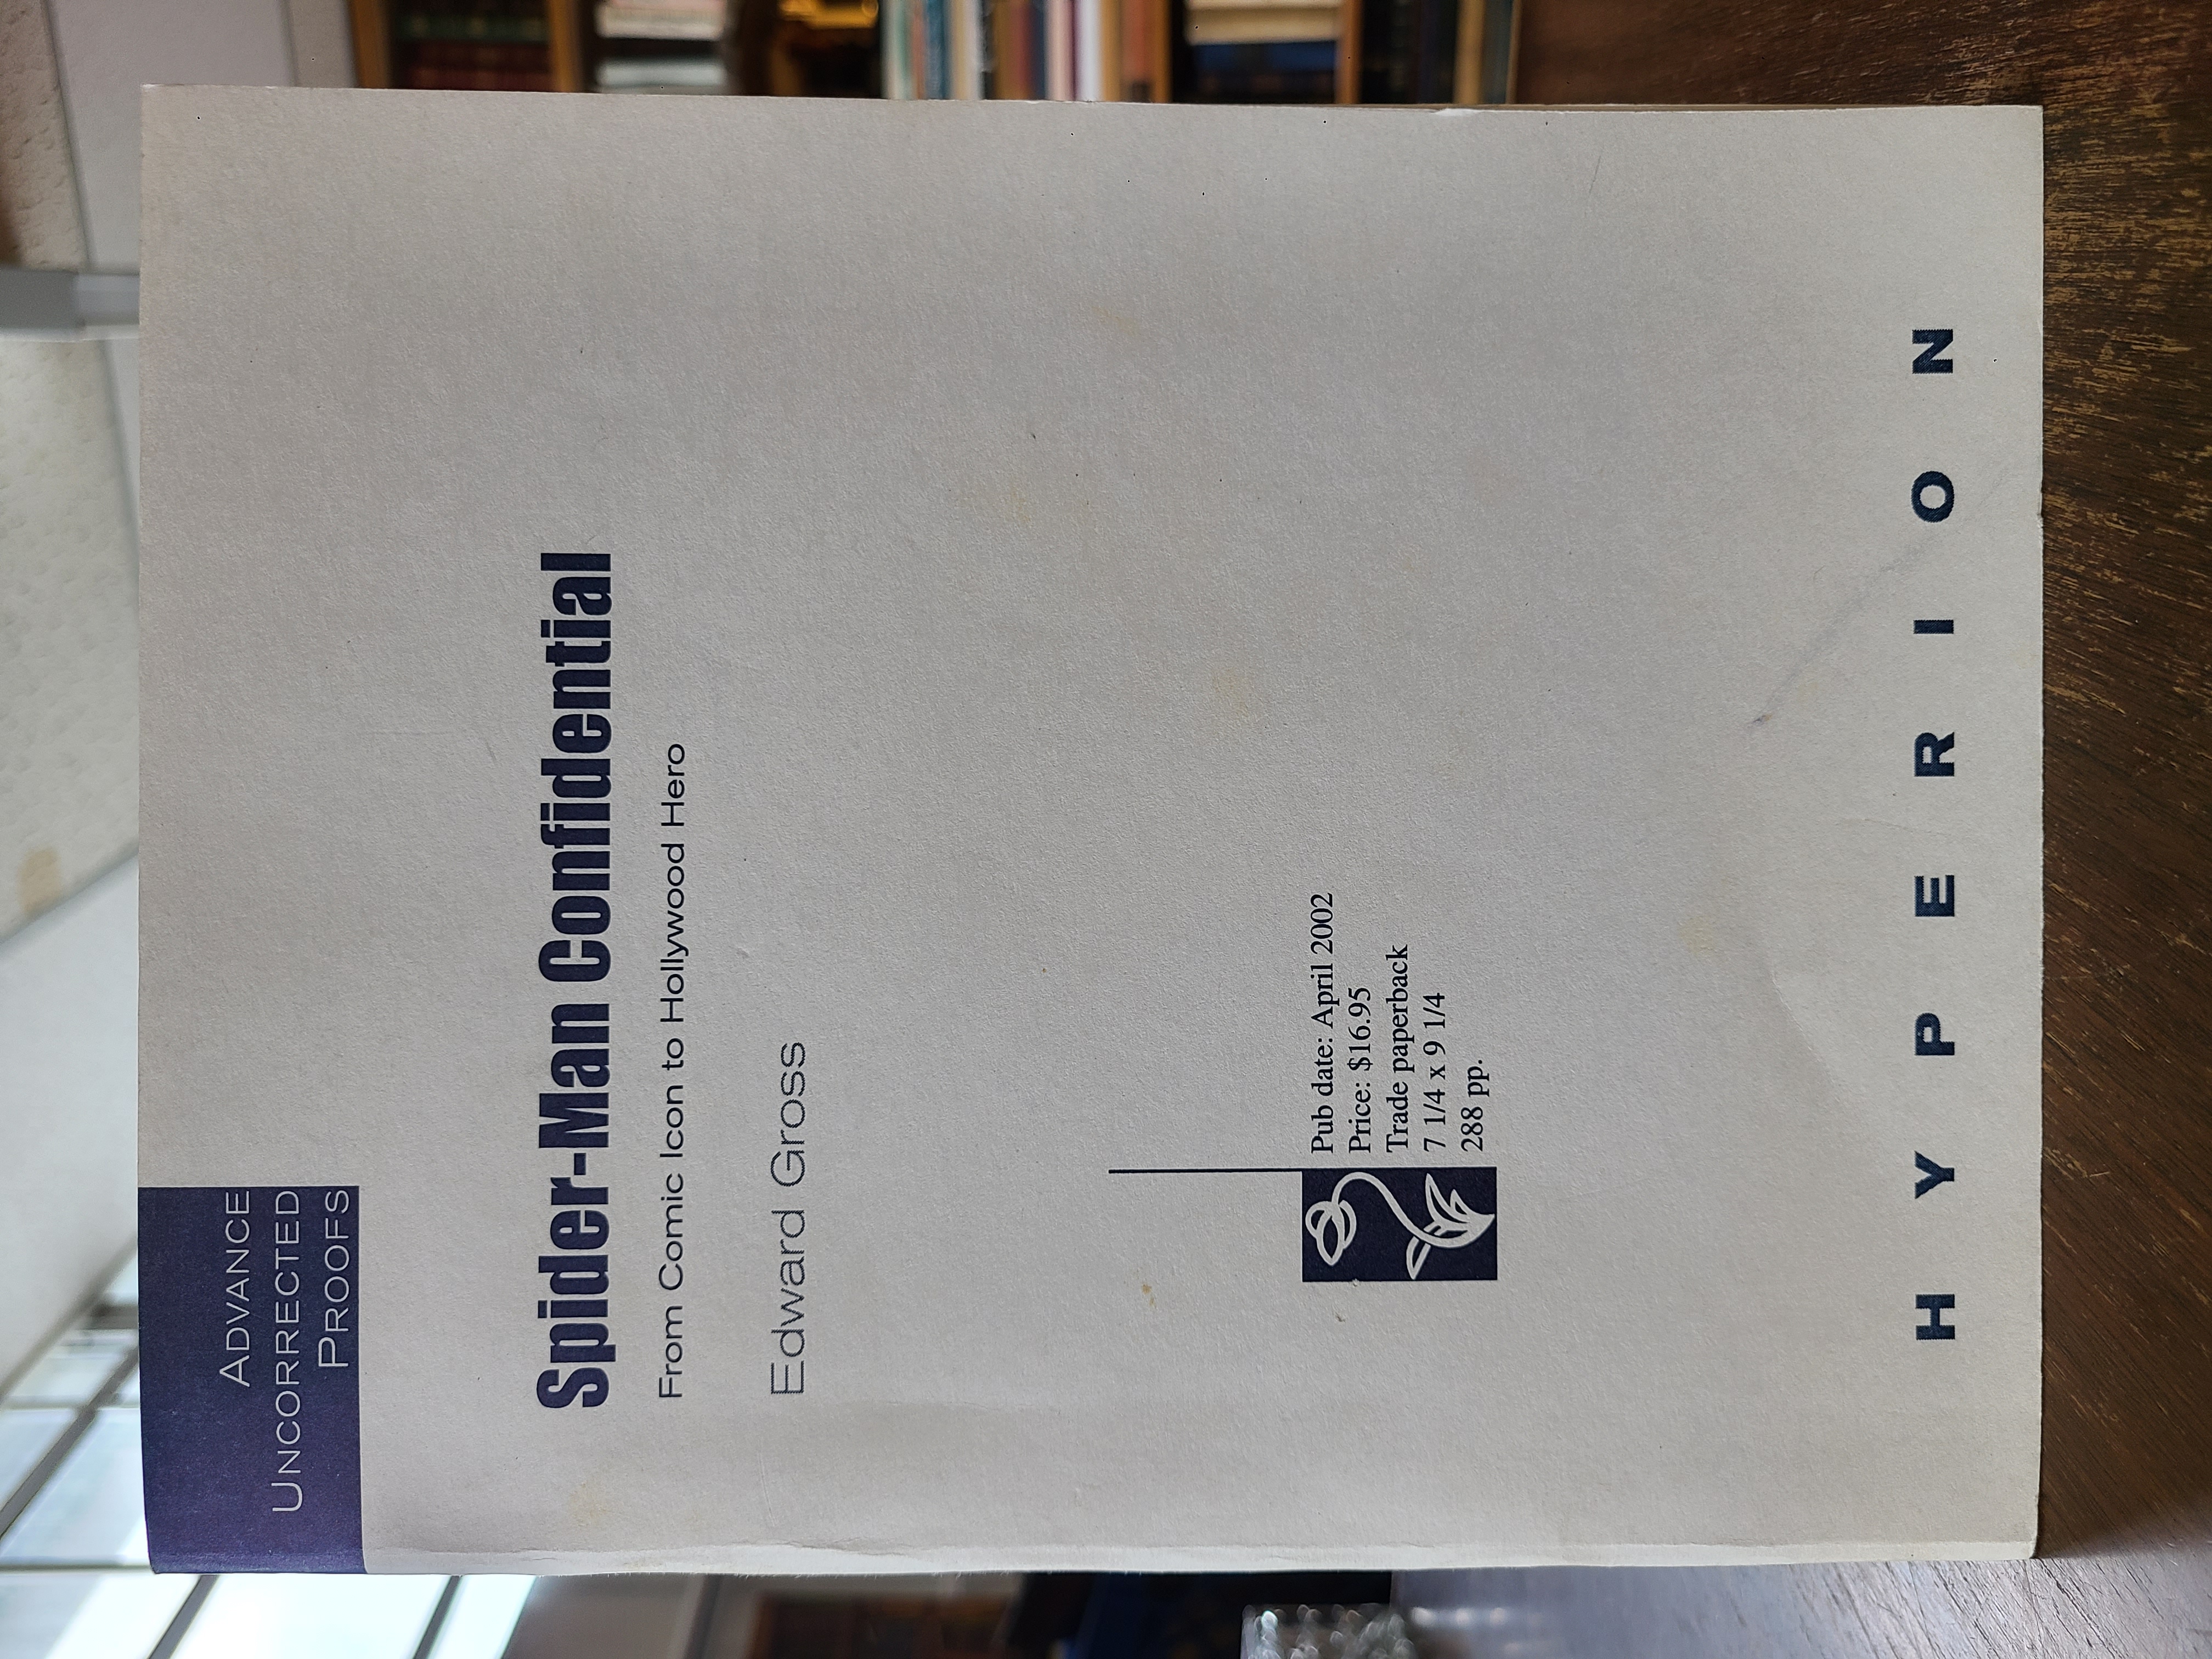 ADVANCE
UNCORRECTED
PROOFS
Spider-Man Confidential
From Comic Icon to Hollywood Hero
Edward Gross
Pub date: April 2002
Price: $16.95
Trade paperback
7 1/4 x 9 1/4
288 pp.
HYPERION